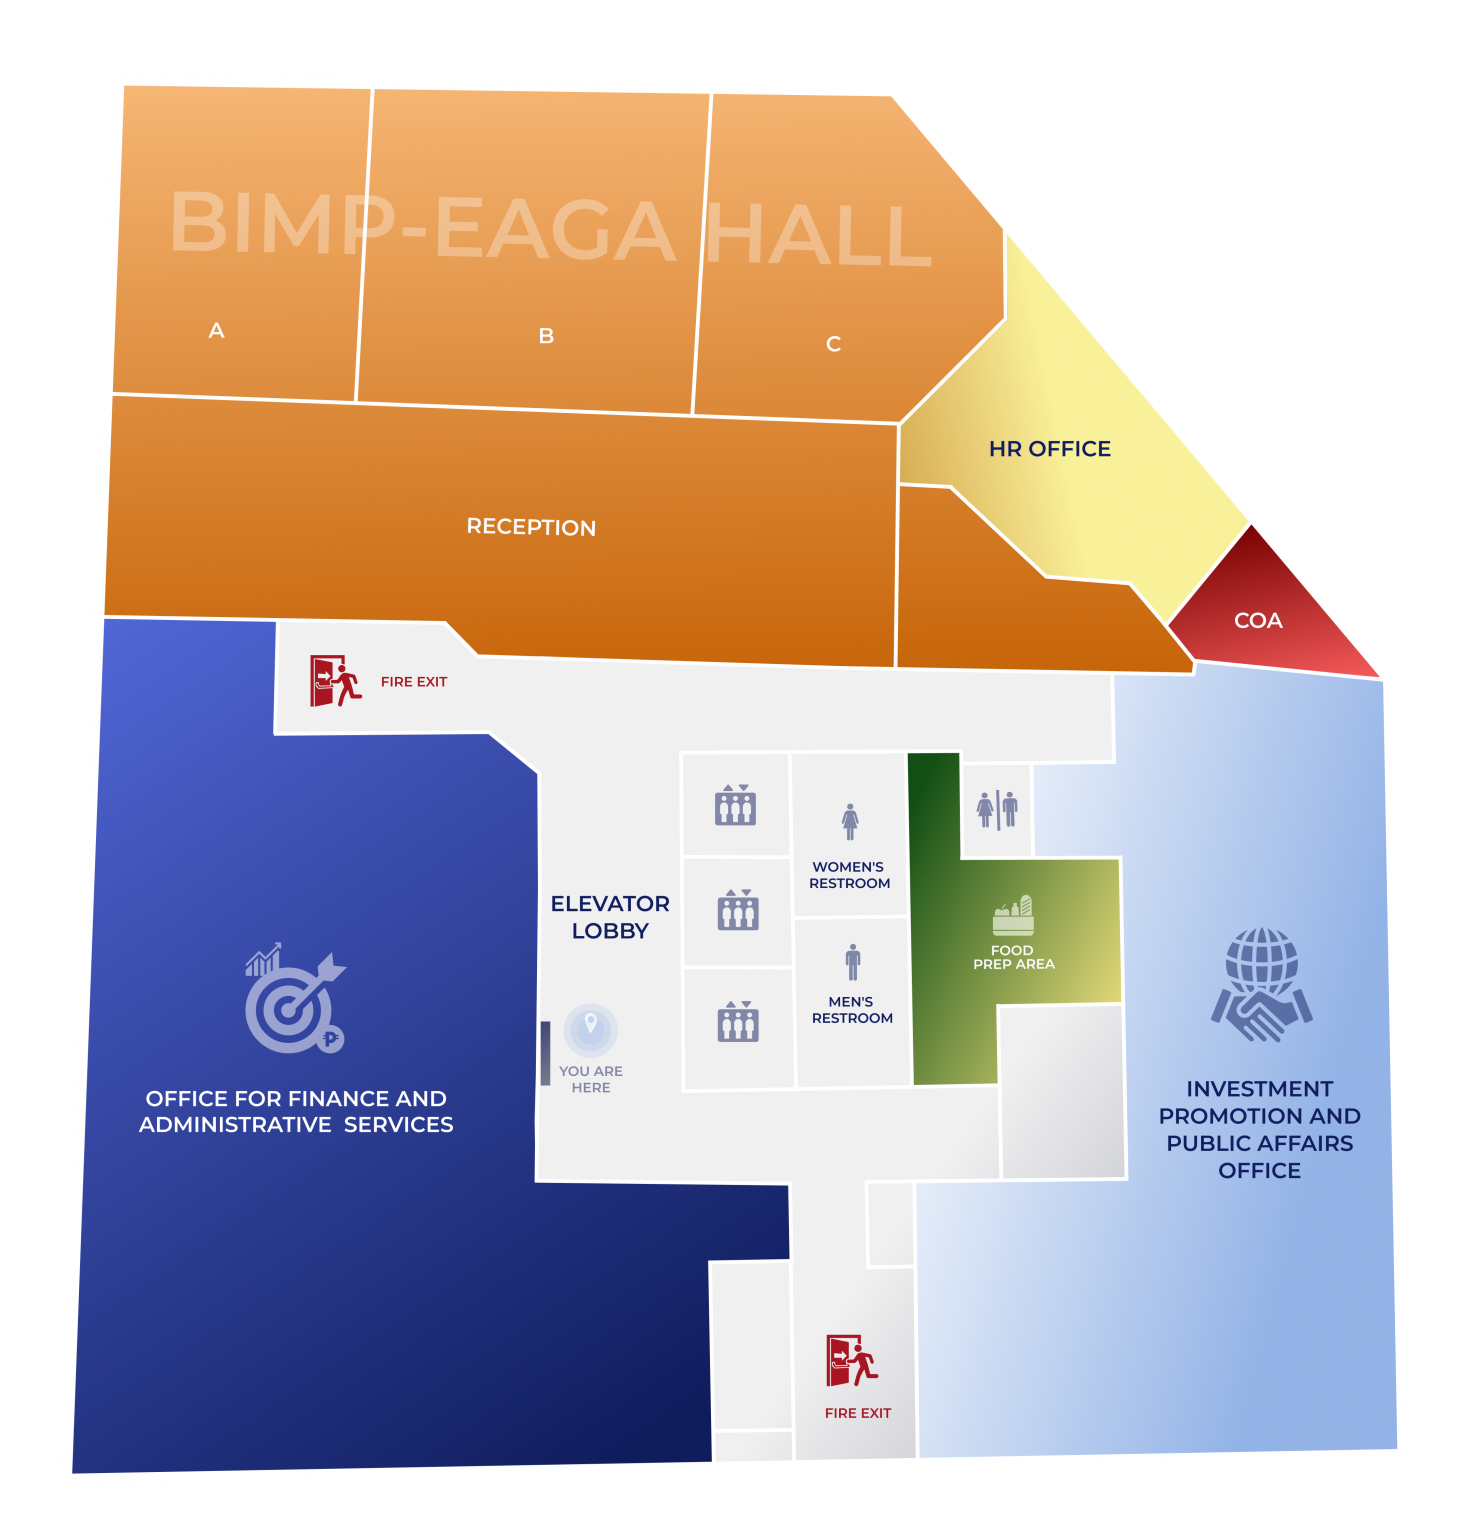 BIMP-EAGA HALL
A
B
C
HR OFFICE
RECEPTION
COA
FIRE EXIT
WOMEN'S
RESTROOM
ELEVATOR
LOBBY
FOOD
PREP AREA
MEN'S
RESTROOM
YOU ARE
HERE
OFFICE FOR FINANCE AND
ADMINISTRATIVE  SERVICES
INVESTMENT
PROMOTION AND
PUBLIC AFFAIRS
OFFICE
FIRE EXIT